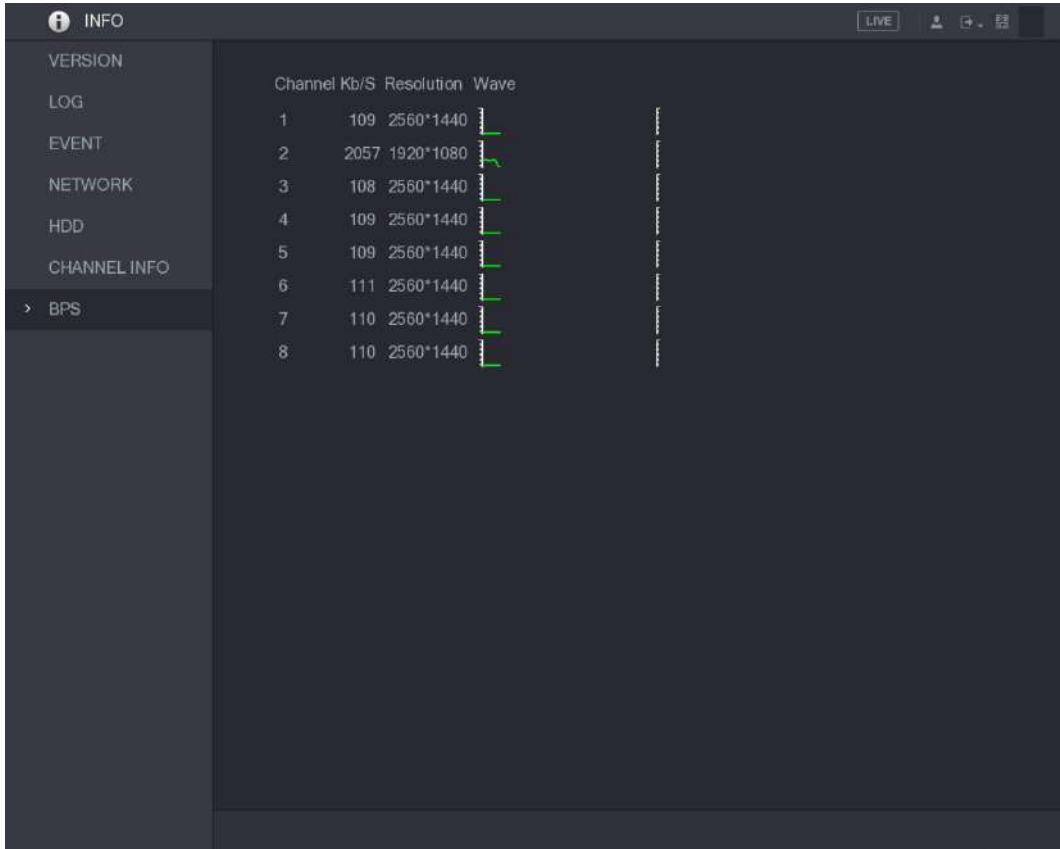 INFO
LIVE
VERSION
LOG
EVENT
NETWORK
HDD
CHANNEL INFO
BPS
Channel Kb/S Resolution Wave
1 109 2560*1440
2 2057 1920*1080
3 108 2560*1440
4 109 2560*1440
5 109 2560*1440
6 111 2560*1440
7 110 2560*1440
8 110 2560*1440